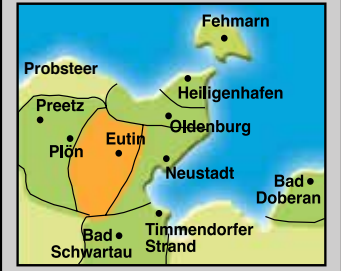 Fehmarn
Probsteer
Heiligenhafen
Preetz
Oldenburg
Eutin
Plön
Neustadt
Bad
Doberan
Timmendorfer
Strand
Bad
Schwartau